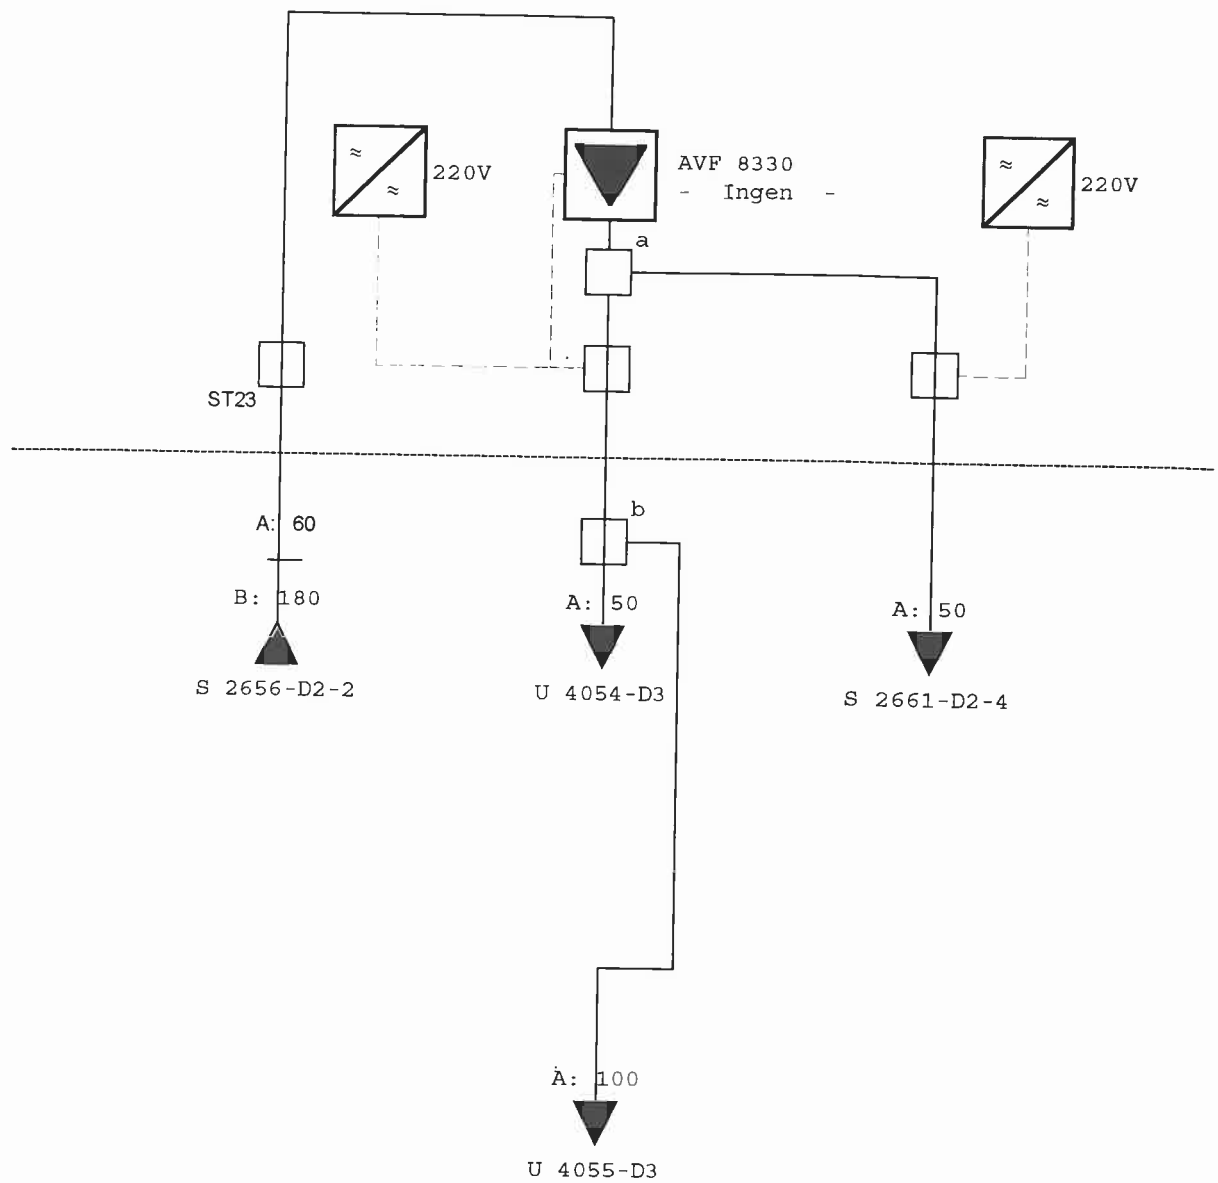 220V
AVF 8330
- Ingen -
220V
a
ST23
A: 60
b
B: 180
A: 50
A: 50
S 2656-D2-2
U 4054-D3
S 2661-D2-4
A: 100
U 4055-D3